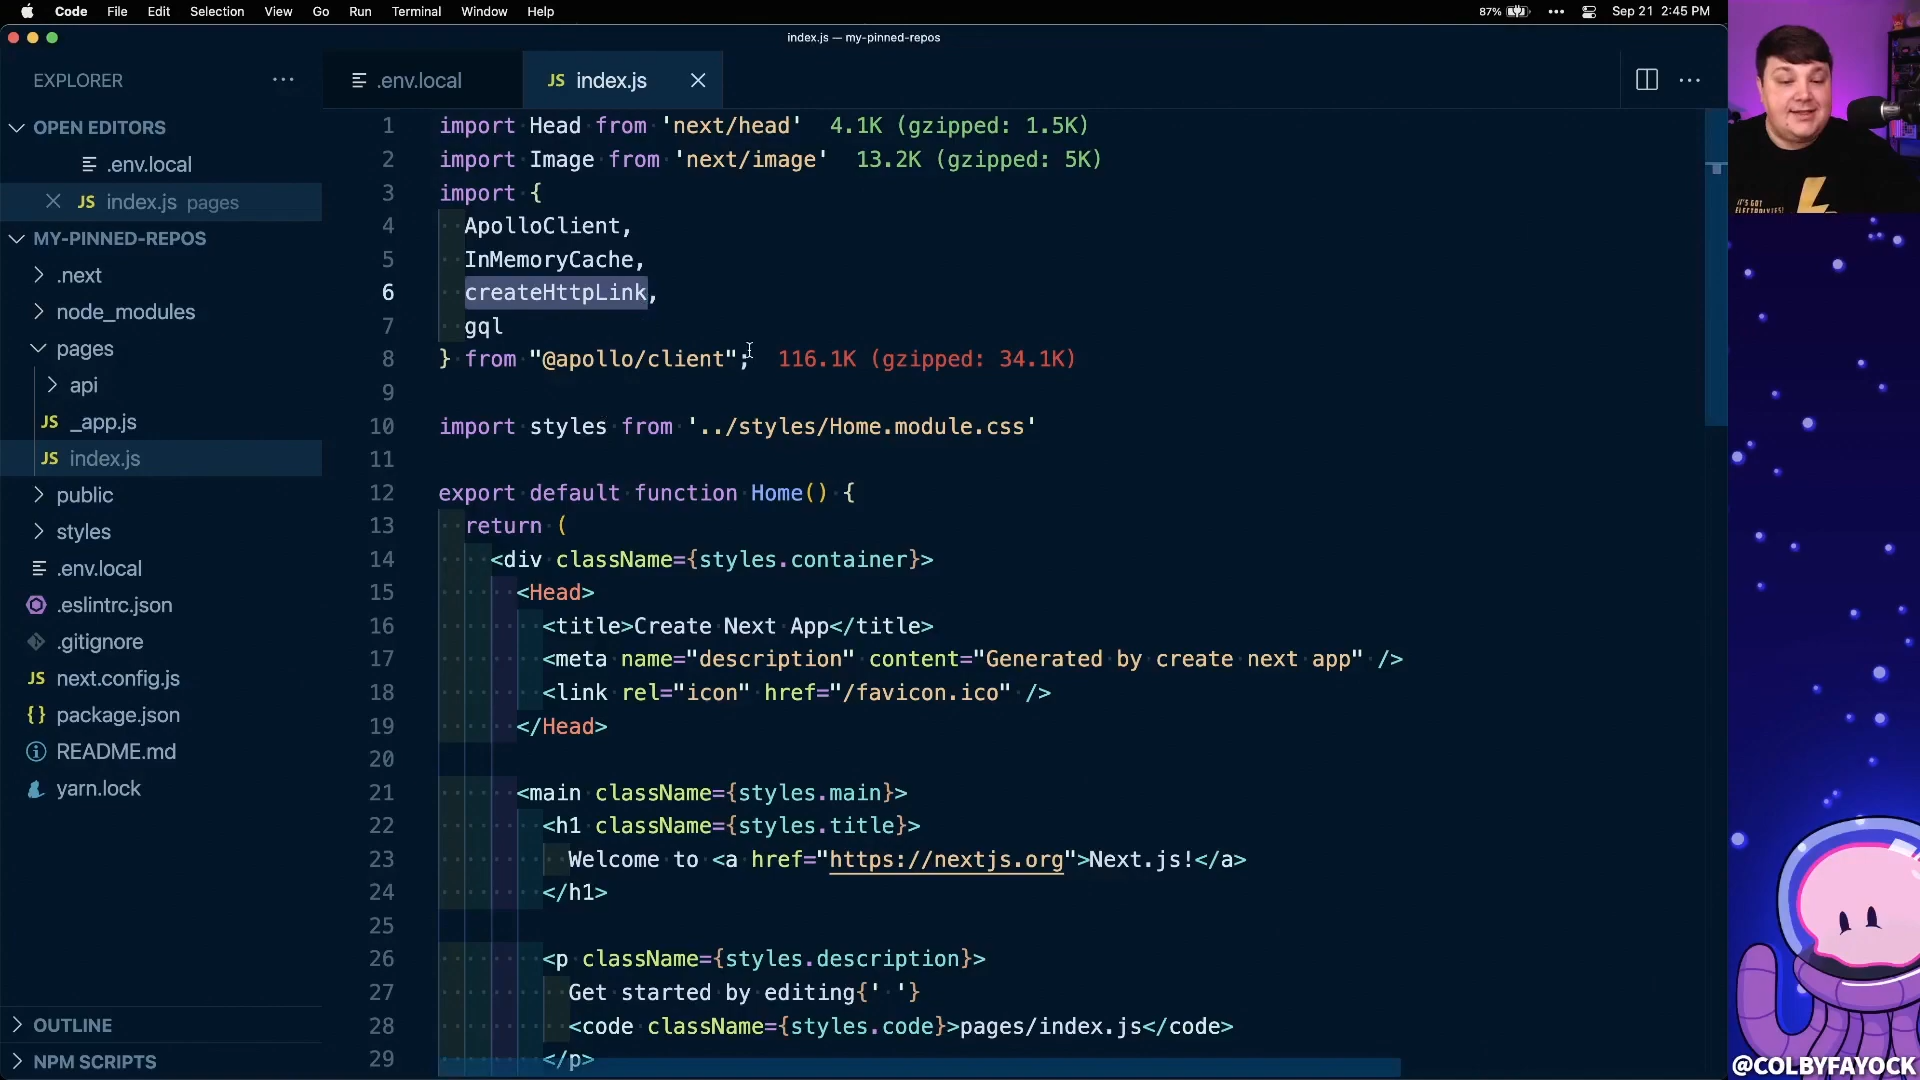 Code File Edit Selection View Go Run Terminal Window Help 87% Sep 21 2:45 PM
index.js — my-pinned-repos
EXPLORER
.env.local
JS index.js
OPEN EDITORS
.env.local
JS index.js pages
MY-PINNED-REPOS
.next
node_modules
pages
api
JS _app.js
JS index.js
public
styles
.env.local
.eslintrc.json
.gitignore
JS next.config.js
{} package.json
README.md
yarn.lock
OUTLINE
NPM SCRIPTS
1 import Head from 'next/head' 4.1K (gzipped: 1.5K)
2 import Image from 'next/image' 13.2K (gzipped: 5K)
3 import {
4 ApolloClient,
5 InMemoryCache,
6 createHttpLink,
7 gql
8 } from "@apollo/client"; 116.1K (gzipped: 34.1K)
9
10 import styles from '../styles/Home.module.css'
11
12 export default function Home() {
13 return (
14 <div className={styles.container}>
15 <Head>
16 <title>Create Next App</title>
17 <meta name="description" content="Generated by create next app" />
18 <link rel="icon" href="/favicon.ico" />
19 </Head>
20
21 <main className={styles.main}>
22 <h1 className={styles.title}>
23 Welcome to <a href="https://nextjs.org">Next.js!</a>
24 </h1>
25
26 <p className={styles.description}>
27 Get started by editing{' '}
28 <code className={styles.code}>pages/index.js</code>
29 </p>
IT'S GOT
ELECTROLYTES!
@COLBYFAYOCK